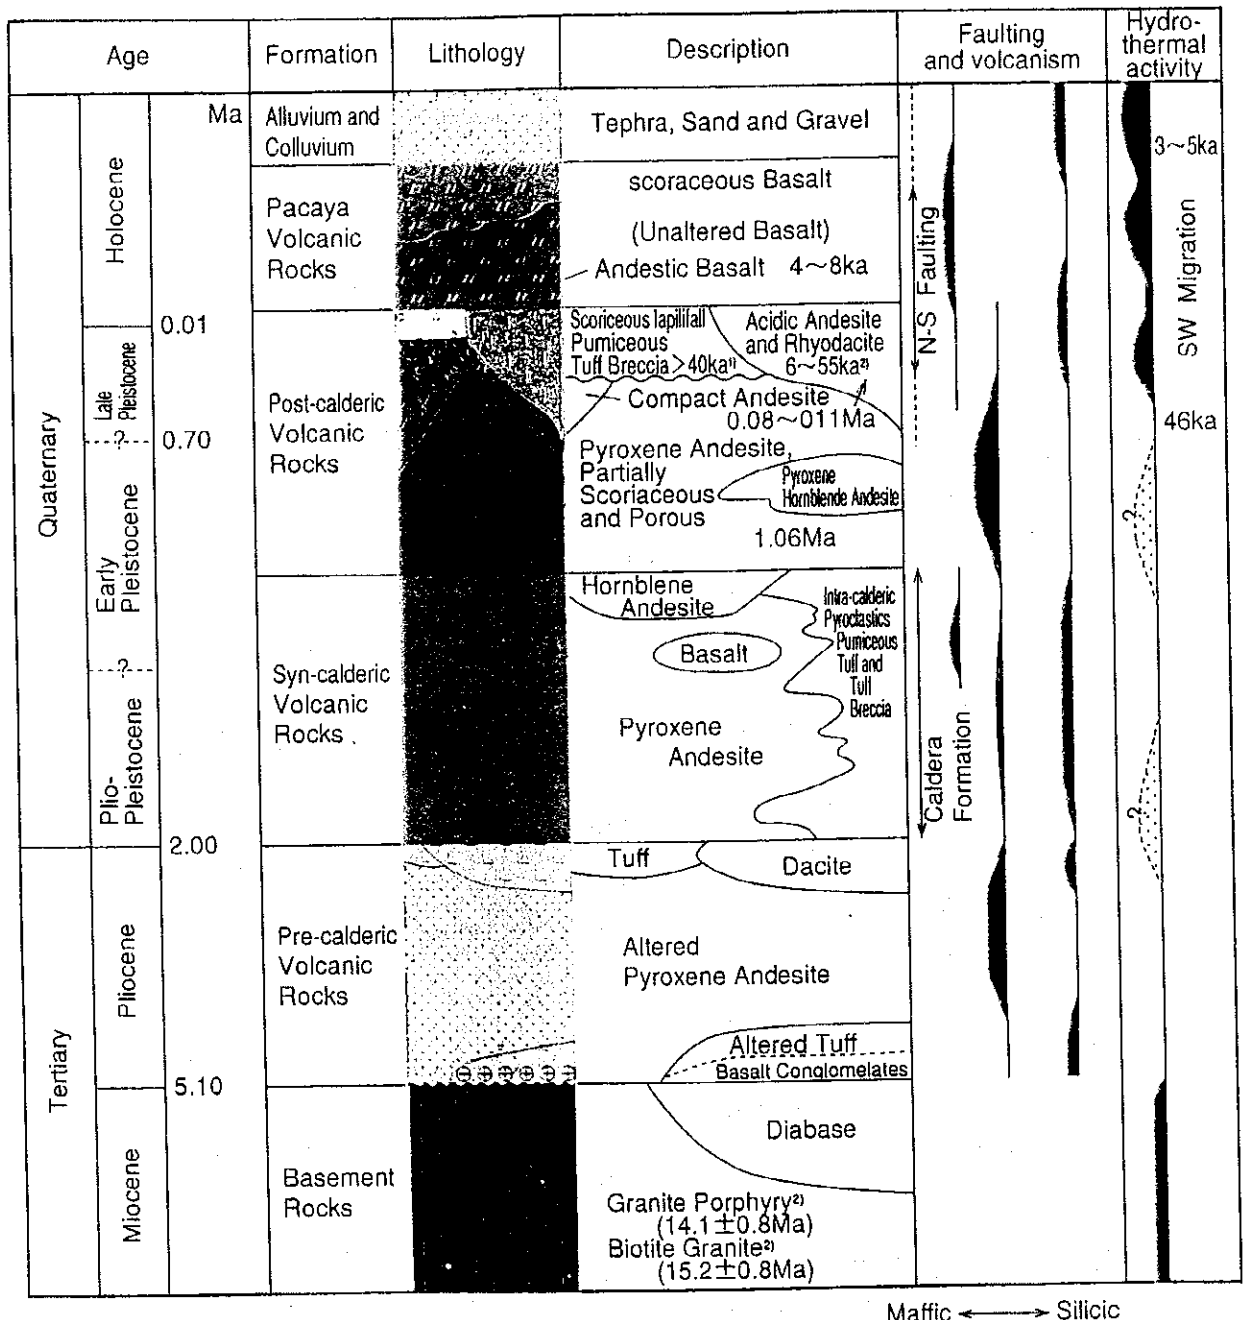 Age
Formation
Lithology
Description
Faulting
and volcanism
Hydro-
thermal
activity
Quaternary
Tertiary
Holocene
Late
Pleistocene
?
Early
Pleistocene
?
Plio-
Pleistocene
Pliocene
Miocene
Ma
0.01
0.70
2.00
5.10
Alluvium and
Colluvium
Pacaya
Volcanic
Rocks
Post-calderic
Volcanic
Rocks
Syn-calderic
Volcanic
Rocks
Pre-calderic
Volcanic
Rocks
Basement
Rocks
Tephra, Sand and Gravel
scoraceous Basalt
(Unaltered Basalt)
Andestic Basalt 4~8ka
Scoriceous lapillifall
Pumiceous
Tuff Breccia>40ka¹⁾
Acidic Andesite
and Rhyodacite
6~55ka²⁾
Compact Andesite
0.08~011Ma
Pyroxene Andesite,
Partially
Scoriaceous
and Porous
Pyroxene
Hornblende Andesite
1.06Ma
Hornblene
Andesite
Basalt
Pyroxene
Andesite
Intra-calderic
Pyroclastics
Pumiceous
Tuff and
Tuff
Breccia
Tuff
Dacite
Altered
Pyroxene Andesite
Altered Tuff
Basalt Conglomelates
Diabase
Granite Porphyry²⁾
(14.1±0.8Ma)
Biotite Granite²⁾
(15.2±0.8Ma)
N-S Faulting
Caldera
Formation
3~5ka
SW Migration
46ka
?
?
Maffic ⟷ Silicic